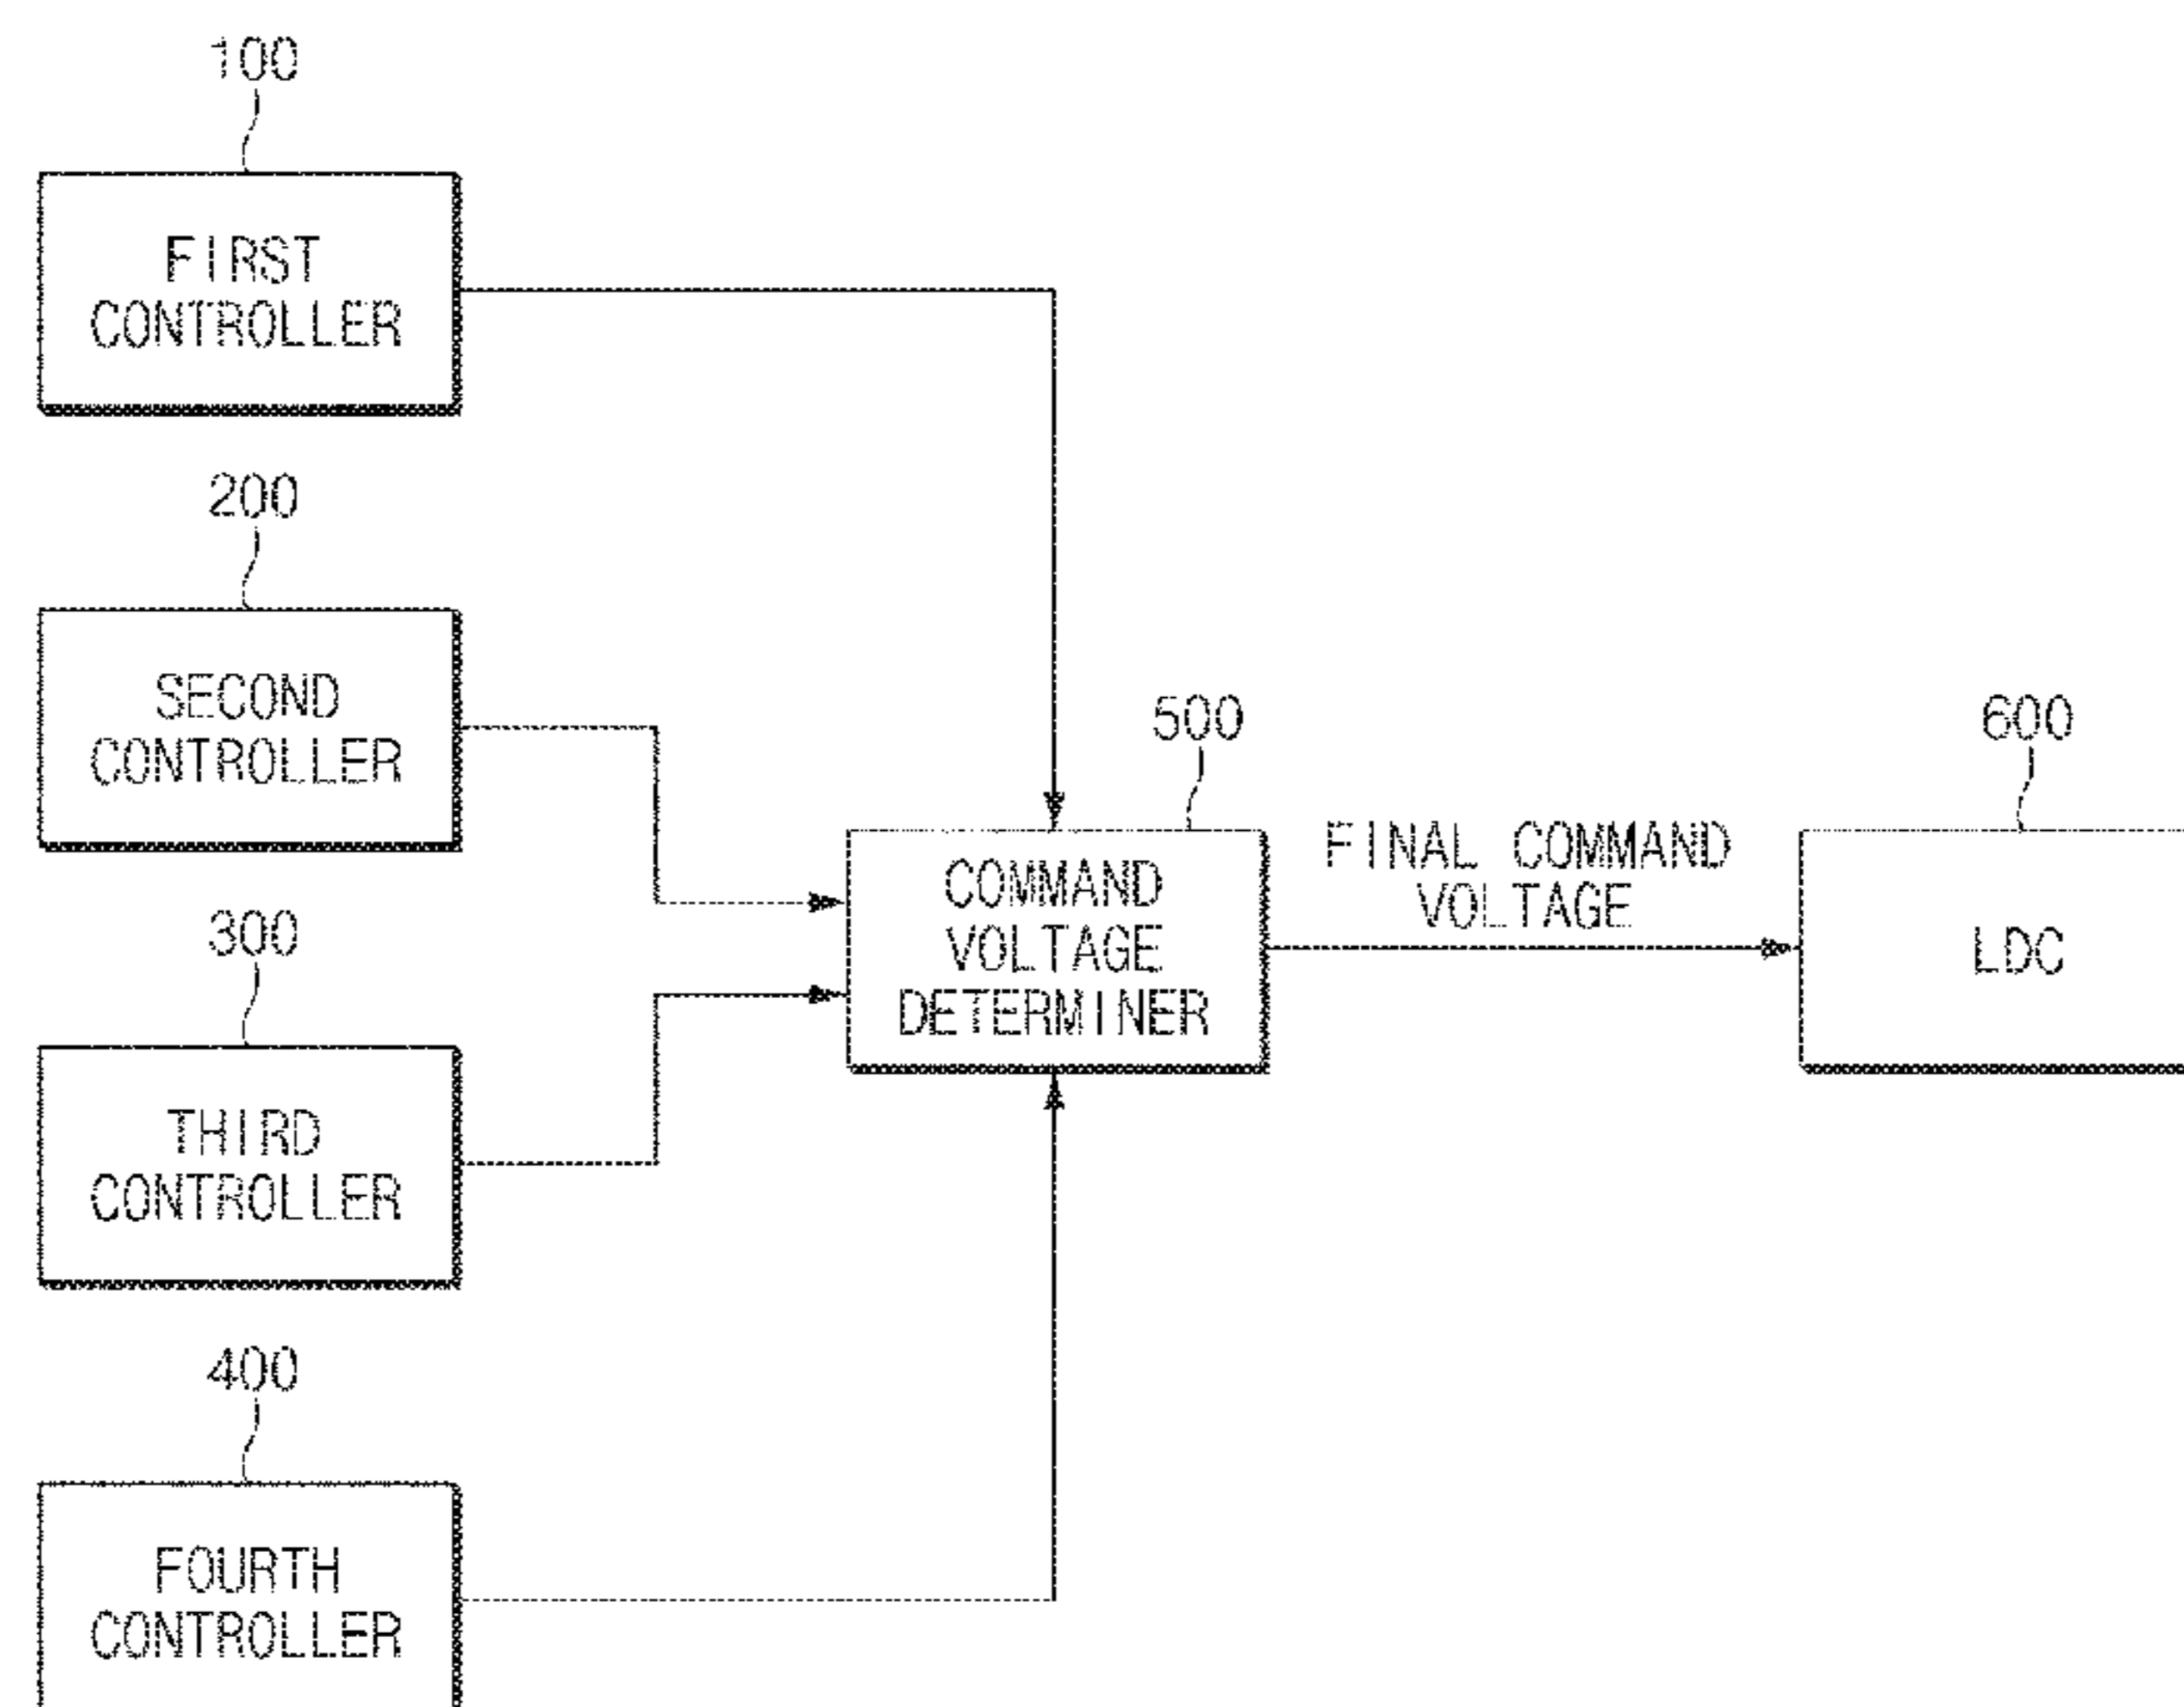 100
FIRST
CONTROLLER
200
SECOND
CONTROLLER
300
THIRD
CONTROLLER
400
FOURTH
CONTROLLER
500
COMMAND
VOLTAGE
DETERMINER
FINAL COMMAND
VOLTAGE
600
LDC